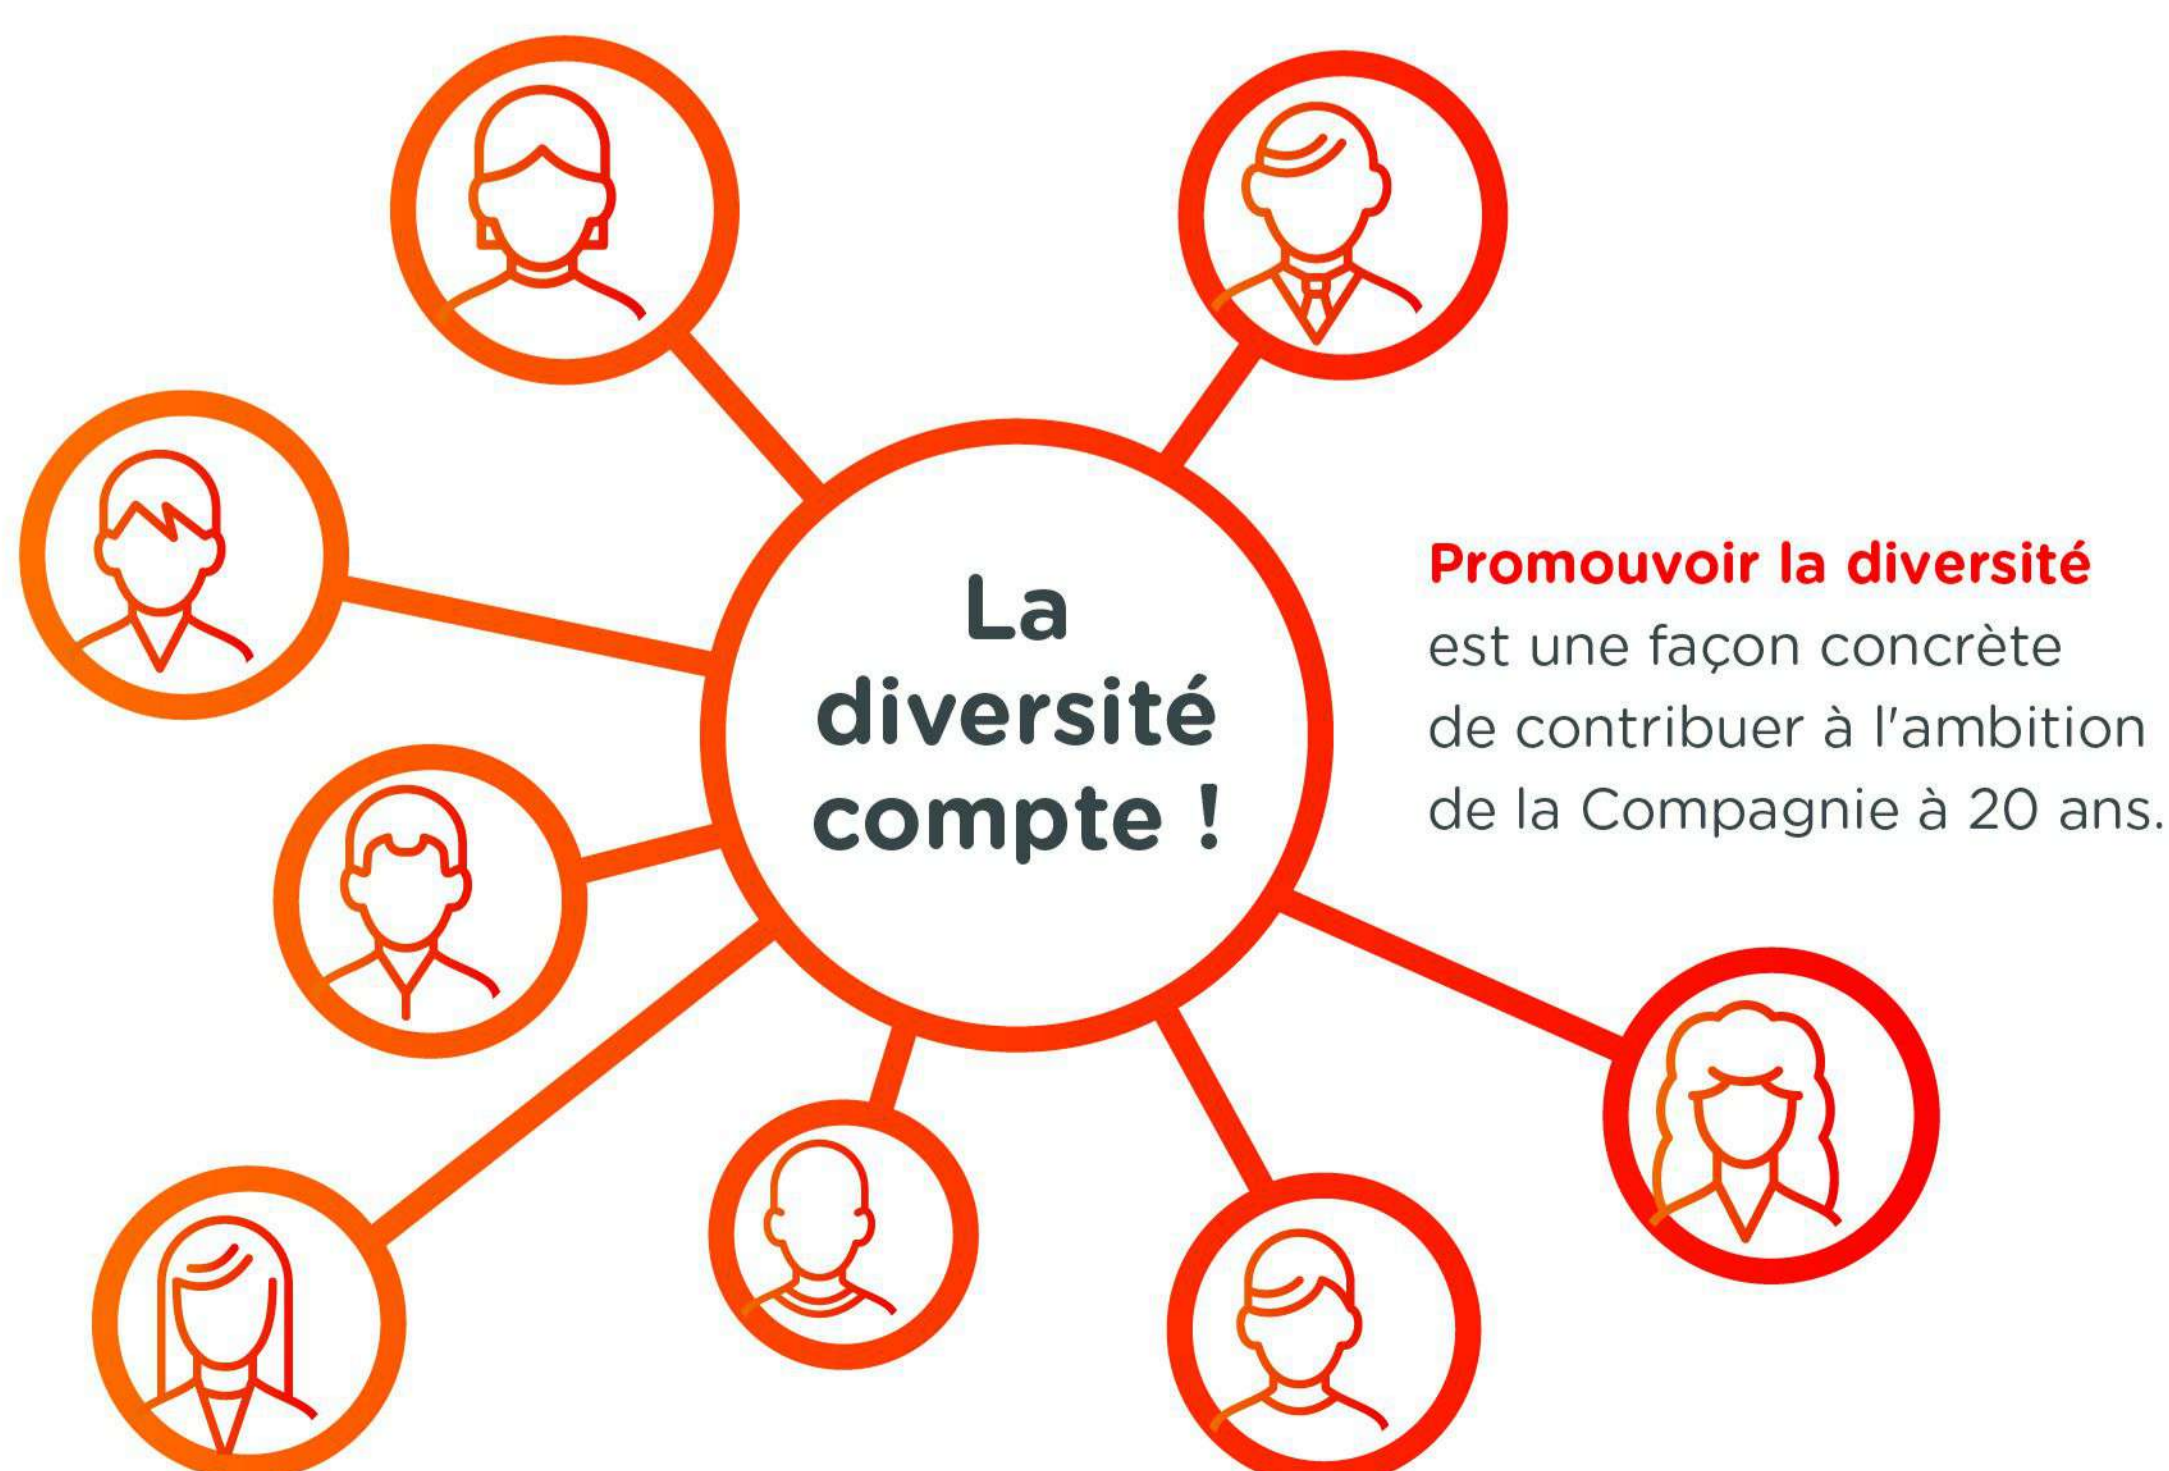 La
diversité
compte !
Promouvoir la diversité
est une façon concrète
de contribuer à l'ambition
de la Compagnie à 20 ans.